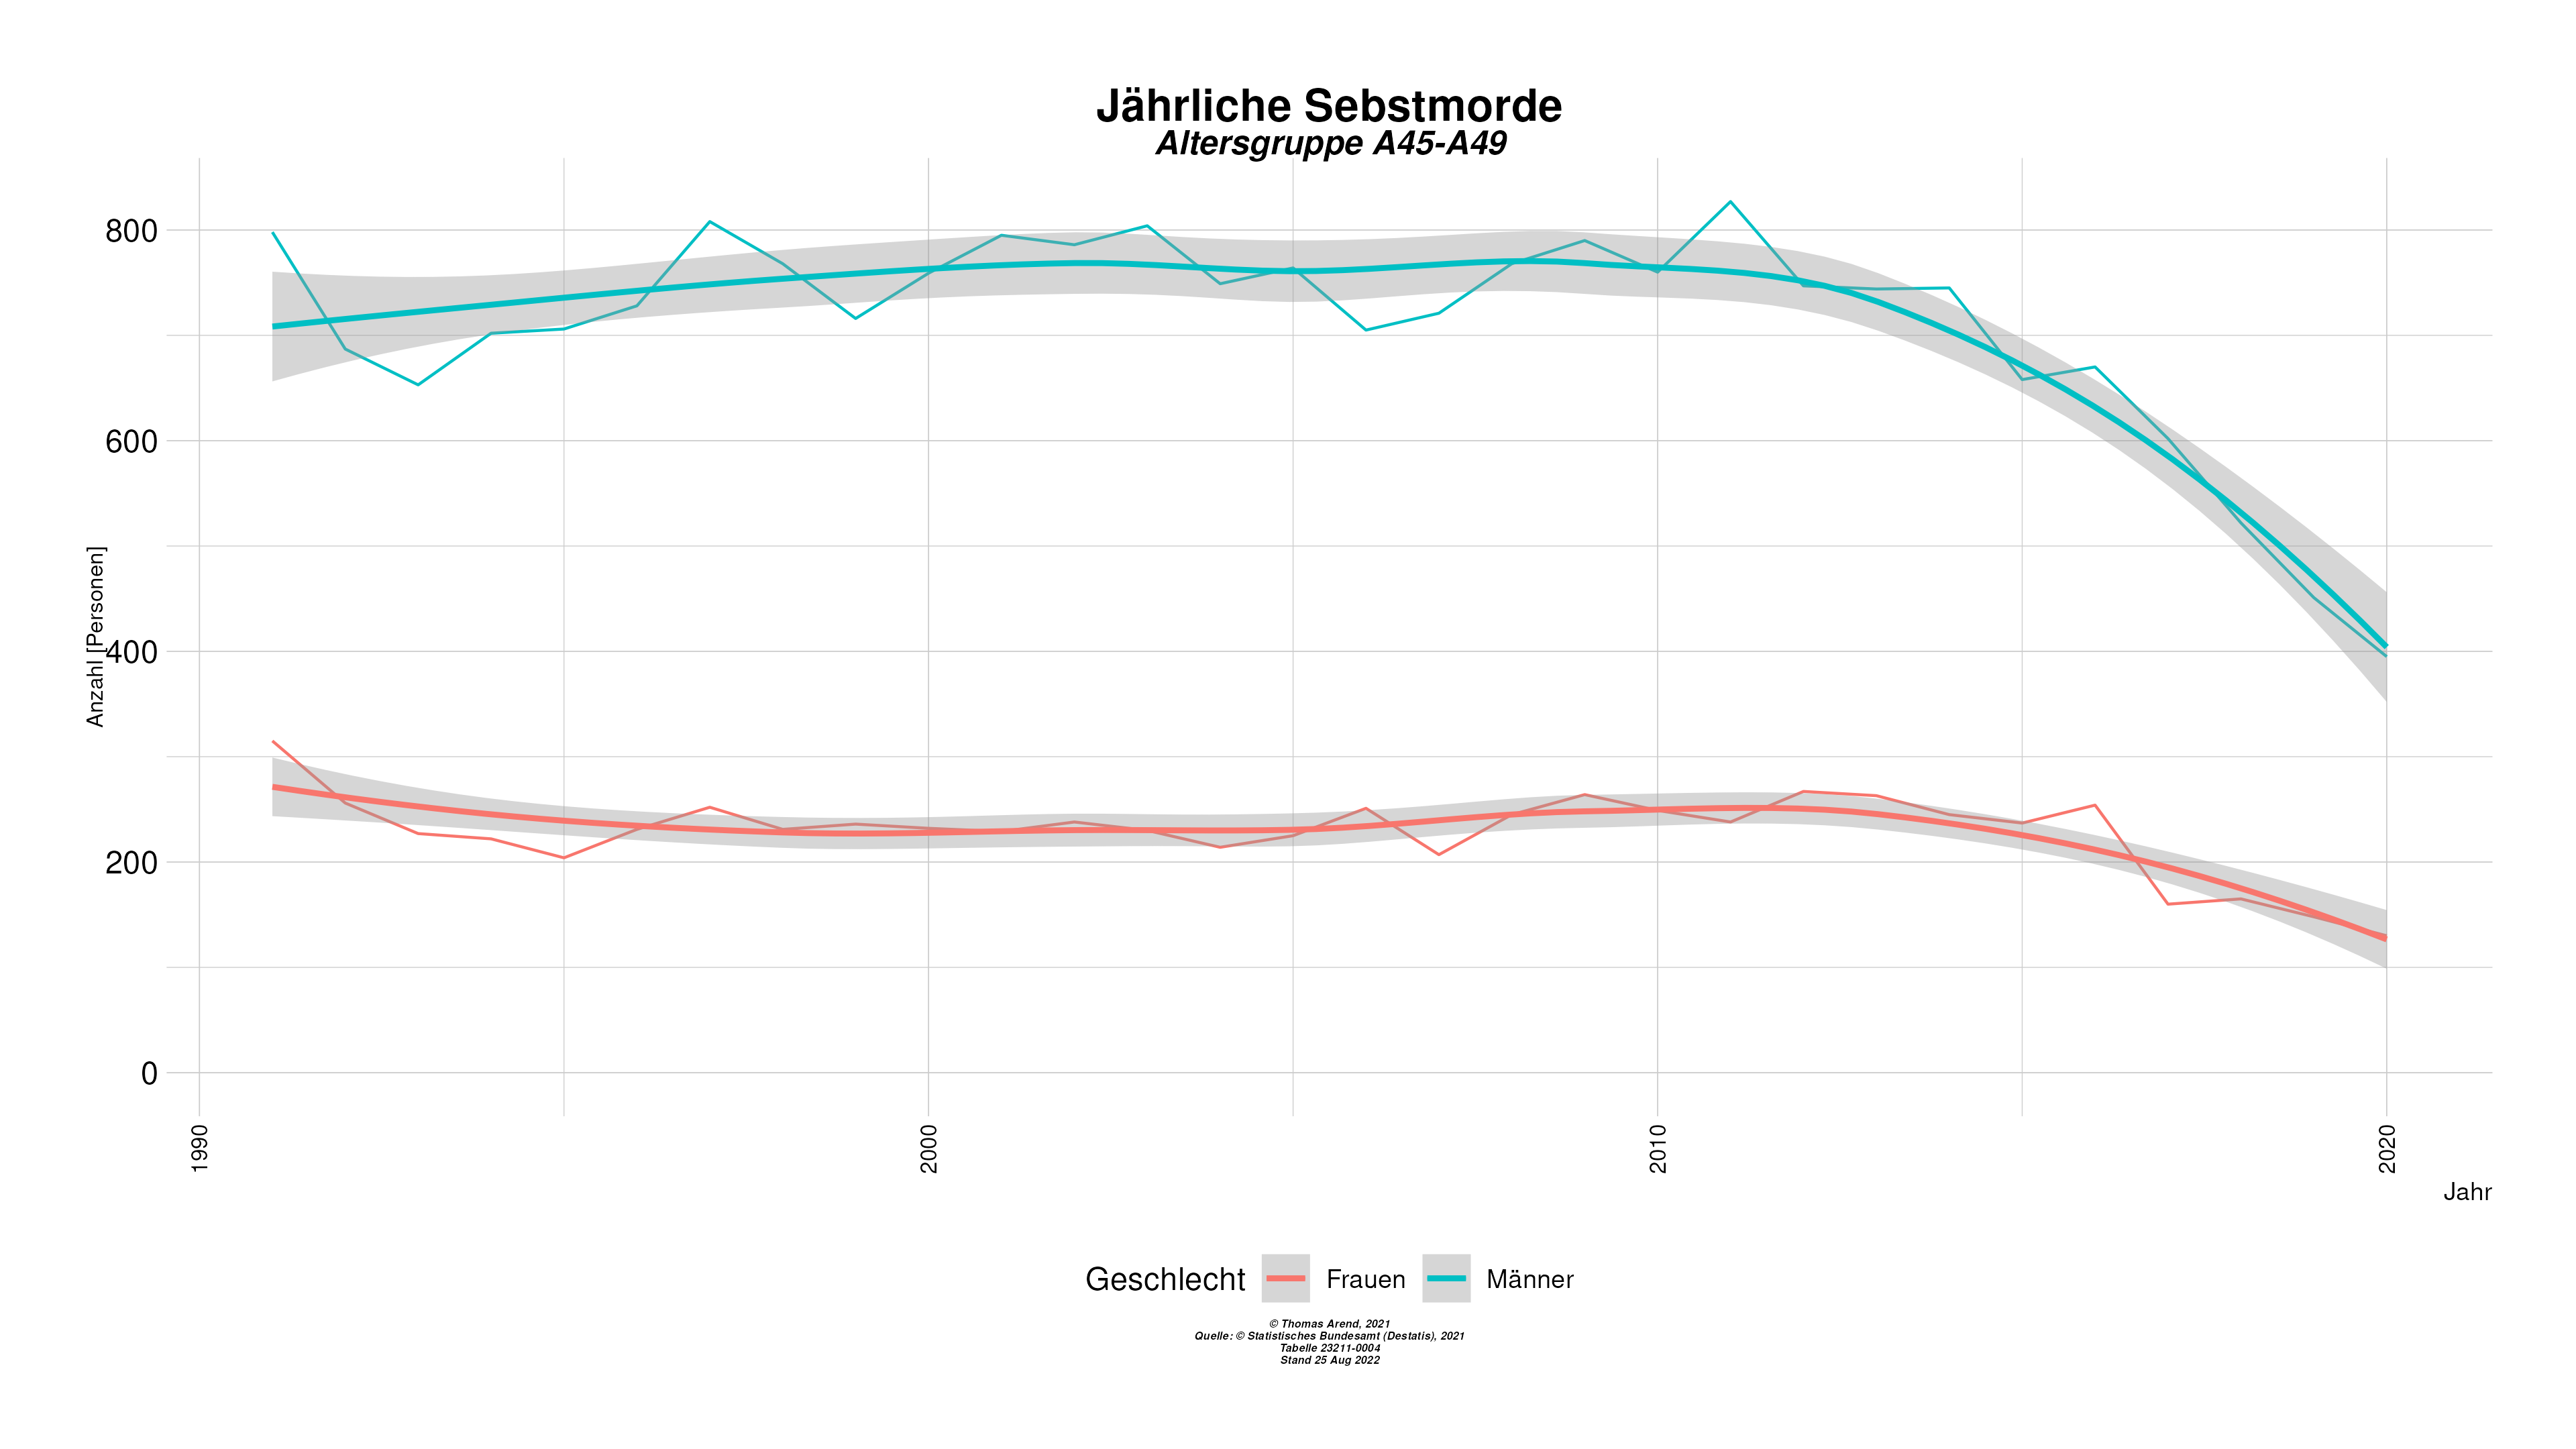 Jährliche Sebstmorde
Altersgruppe A45-A49
800
600
400
200
0
Anzahl [Personen]
1990
2000
2010
2020
Jahr
Geschlecht Frauen Männer
© Thomas Arend, 2021
Quelle: © Statistisches Bundesamt (Destatis), 2021
Tabelle 23211-0004
Stand 25 Aug 2022